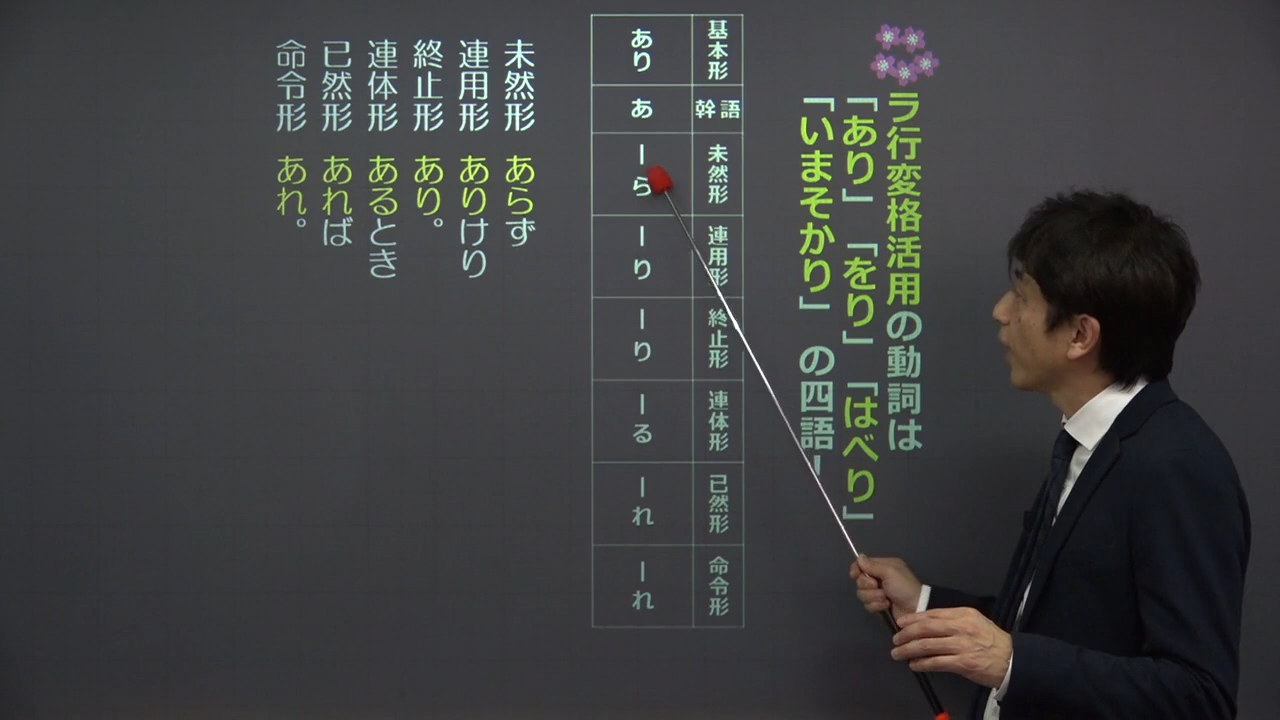 ラ行変格活用の動詞は
「あり」「をり」「はべり」
「いまそかり」の四語!
基本形 あり
語幹 あ
未然形 ーら
連用形 ーり
終止形 ーり
連体形 ーる
已然形 ーれ
命令形 ーれ
未然形 あらず
連用形 ありけり
終止形 あり。
連体形 あるとき
已然形 あれば
命令形 あれ。